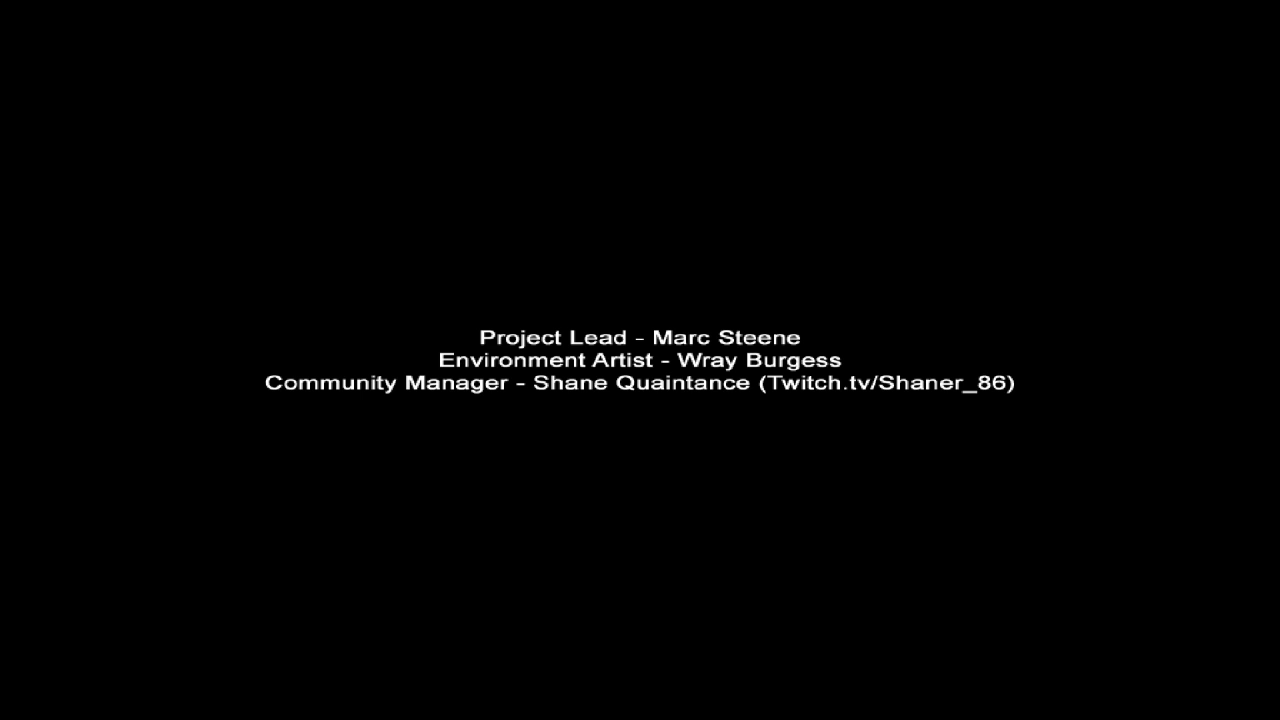 Project Lead - Marc Steene
Environment Artist - Wray Burgess
Community Manager - Shane Quaintance (Twitch.tv/Shaner_86)